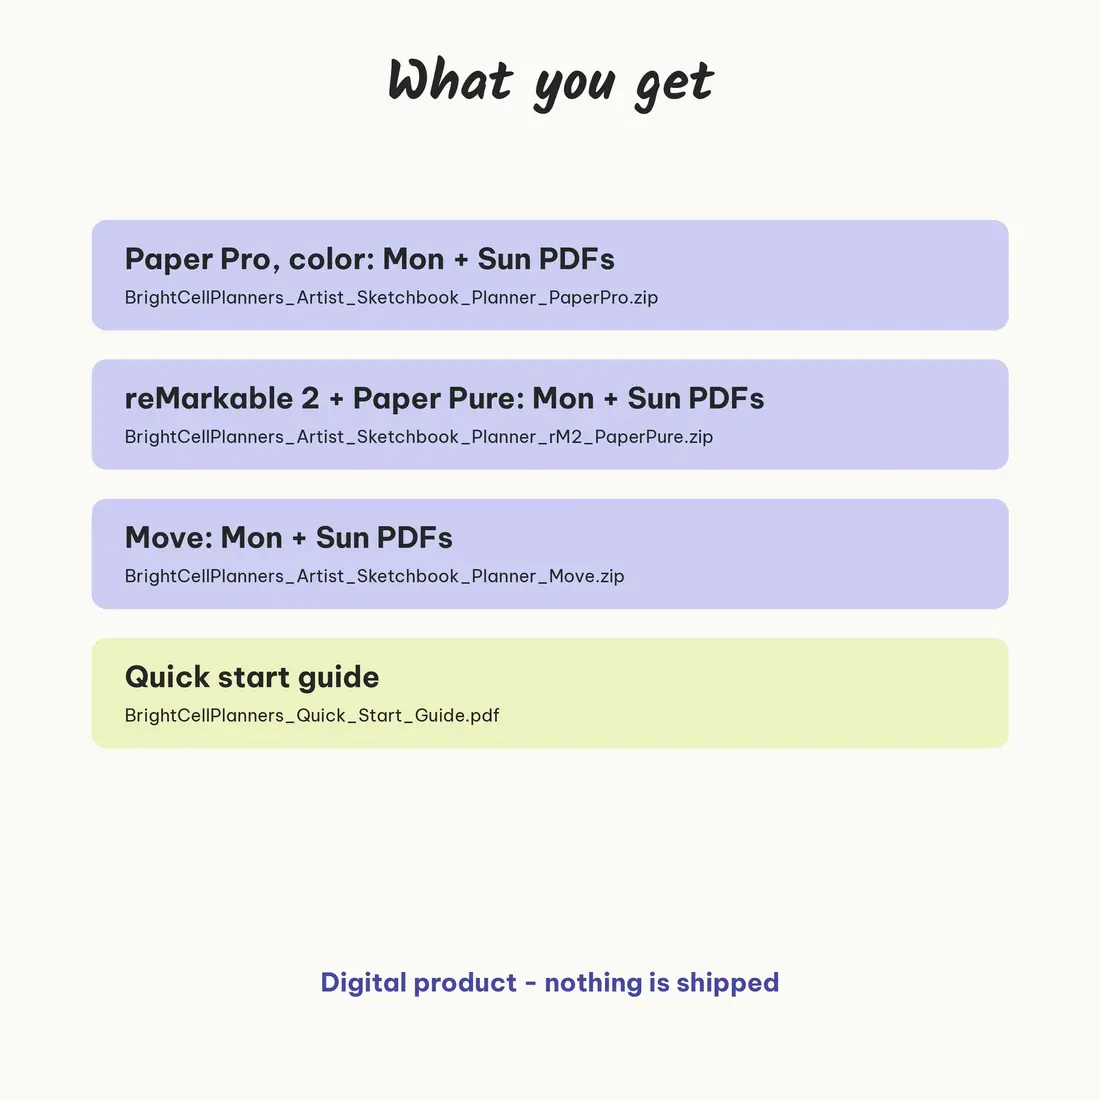 What you get
Paper Pro, color: Mon + Sun PDFs
BrightCellPlanners_Artist_Sketchbook_Planner_PaperPro.zip
reMarkable 2 + Paper Pure: Mon + Sun PDFs
BrightCellPlanners_Artist_Sketchbook_Planner_rM2_PaperPure.zip
Move: Mon + Sun PDFs
BrightCellPlanners_Artist_Sketchbook_Planner_Move.zip
Quick start guide
BrightCellPlanners_Quick_Start_Guide.pdf
Digital product - nothing is shipped